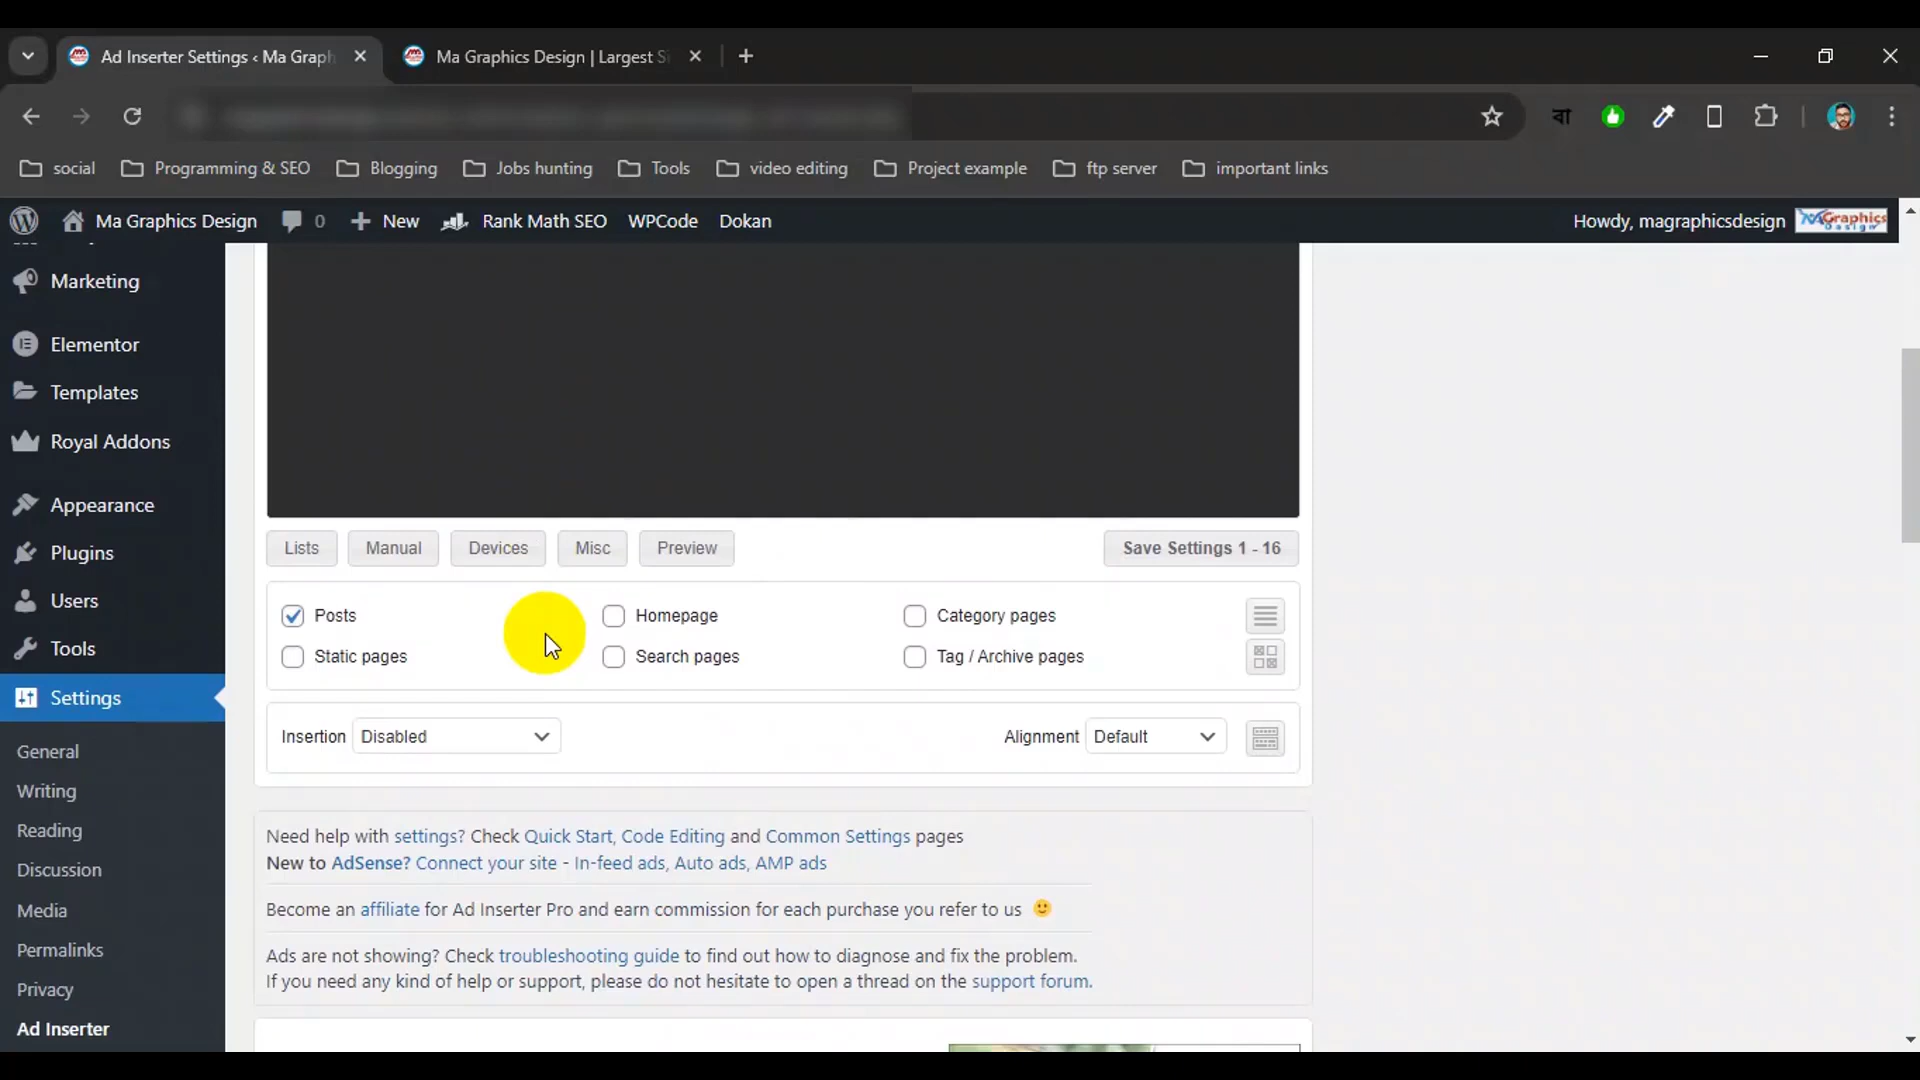 Ad Inserter Settings ‹ Ma Graph
Ma Graphics Design | Largest S
social
Programming & SEO
Blogging
Jobs hunting
Tools
video editing
Project example
ftp server
important links
বা
Ma Graphics Design
0
New
Rank Math SEO
WPCode
Dokan
Howdy, magraphicsdesign
Marketing
Elementor
Templates
Royal Addons
Appearance
Plugins
Users
Tools
Settings
General
Writing
Reading
Discussion
Media
Permalinks
Privacy
Ad Inserter
Lists
Manual
Devices
Misc
Preview
Save Settings 1 - 16
Posts
Homepage
Category pages
Static pages
Search pages
Tag / Archive pages
Insertion
Disabled
Alignment
Default
Need help with settings? Check Quick Start, Code Editing and Common Settings pages
New to AdSense? Connect your site - In-feed ads, Auto ads, AMP ads
Become an affiliate for Ad Inserter Pro and earn commission for each purchase you refer to us
Ads are not showing? Check troubleshooting guide to find out how to diagnose and fix the problem.
If you need any kind of help or support, please do not hesitate to open a thread on the support forum.